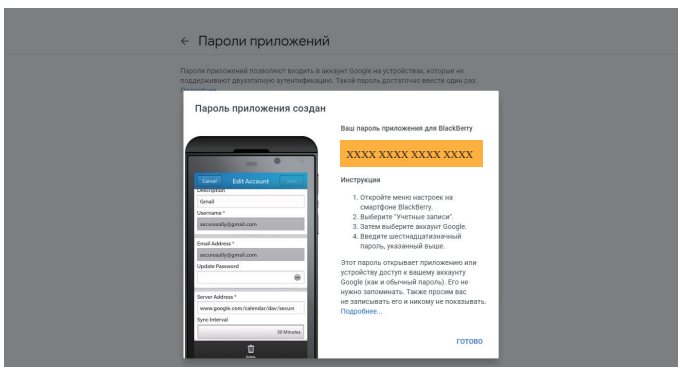 ← Пароли приложений
Пароли приложений позволяют входить в аккаунт Google на устройствах, которые не
поддерживают двухэтапную аутентификацию. Такой пароль достаточно ввести один раз.
Подробнее...
Пароль приложения создан
Cancel Edit Account Save
Description
Gmail
Username *
securesally@gmail.com
Email Address *
securesally@gmail.com
Update Password
Server Address *
www.google.com/calendar/dav/secure
Sync Interval
30 Minutes
Delete
Ваш пароль приложения для BlackBerry
XXXX XXXX XXXX XXXX
Инструкции
1. Откройте меню настроек на
смартфоне BlackBerry.
2. Выберите "Учетные записи".
3. Затем выберите аккаунт Google.
4. Введите шестнадцатизначный
пароль, указанный выше.
Этот пароль открывает приложению или
устройству доступ к вашему аккаунту
Google (как и обычный пароль). Его не
нужно запоминать. Также просим вас
не записывать его и никому не показывать.
Подробнее...
ГОТОВО